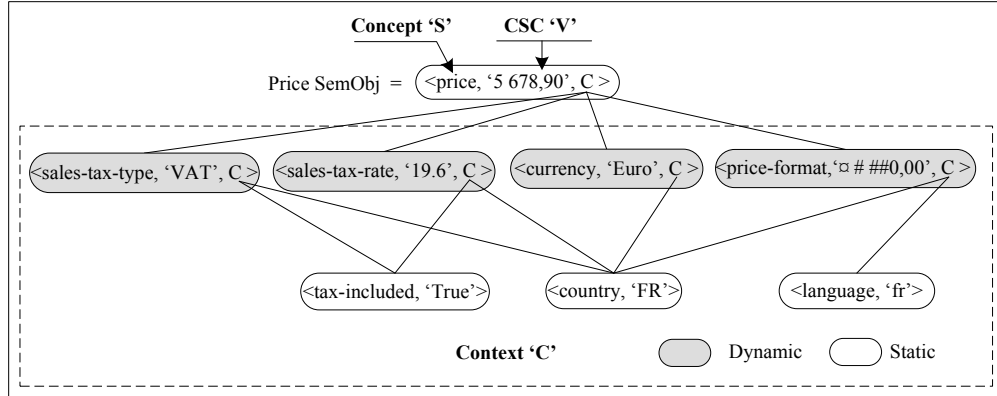 Concept ‘S’ CSC ‘V’
Price SemObj = <price, ‘5 678,90’, C >
<sales-tax-type, ‘VAT’, C > <sales-tax-rate, ‘19.6’, C > <currency, ‘Euro’, C > <price-format,‘¤ # ##0,00’, C >
<tax-included, ‘True’> <country, ‘FR’> <language, ‘fr’>
Context ‘C’ Dynamic Static